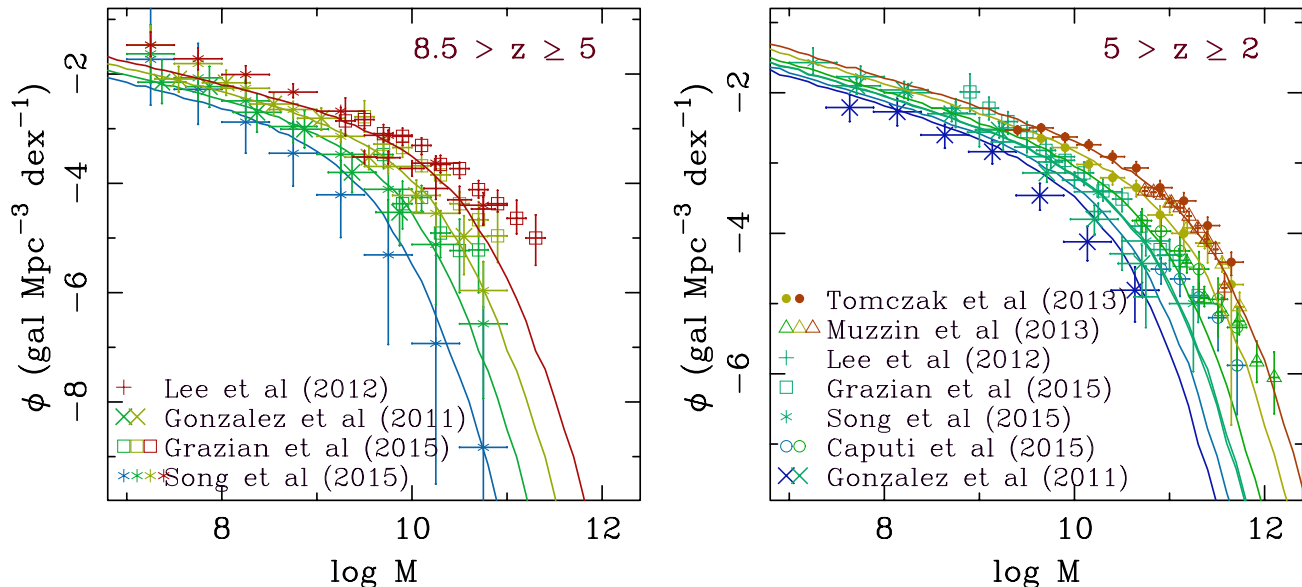 8.5 > z ≥ 5
−2
−4
−6
−8
ϕ (gal Mpc⁻³ dex⁻¹)
Lee et al (2012)
Gonzalez et al (2011)
Grazian et al (2015)
Song et al (2015)
8 10 12
log M
5 > z ≥ 2
−2
−4
−6
ϕ (gal Mpc⁻³ dex⁻¹)
Tomczak et al (2013)
Muzzin et al (2013)
Lee et al (2012)
Grazian et al (2015)
Song et al (2015)
Caputi et al (2015)
Gonzalez et al (2011)
8 10 12
log M